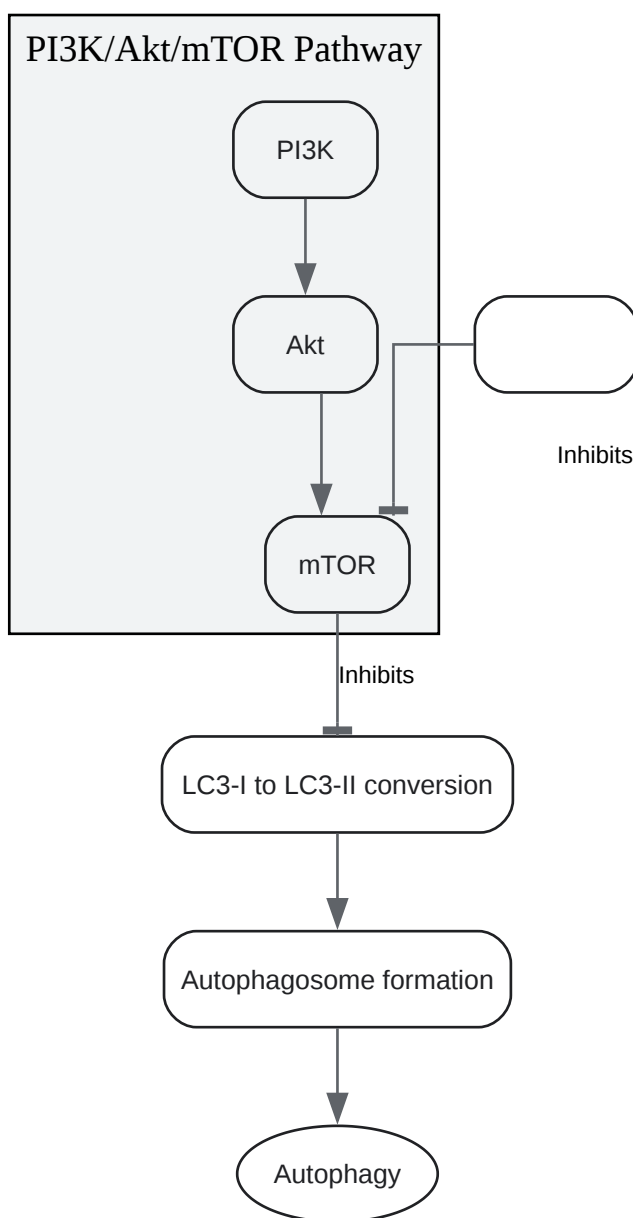 PI3K/Akt/mTOR Pathway
PI3K
Akt
Inhibits
mTOR
Inhibits
LC3-I to LC3-II conversion
Autophagosome formation
Autophagy